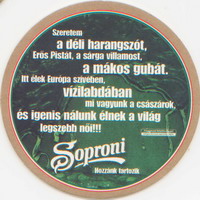 Szeretem
a déli harangszót,
Erős Pistát, a sárga villamost,
a mákos gubát.
Itt élek Európa szívében,
vízilabdában
mi vagyunk a császárok,
és igenis nálunk élnek a világ
legszebb női!!!
Soproni
Hozzánk tartozik